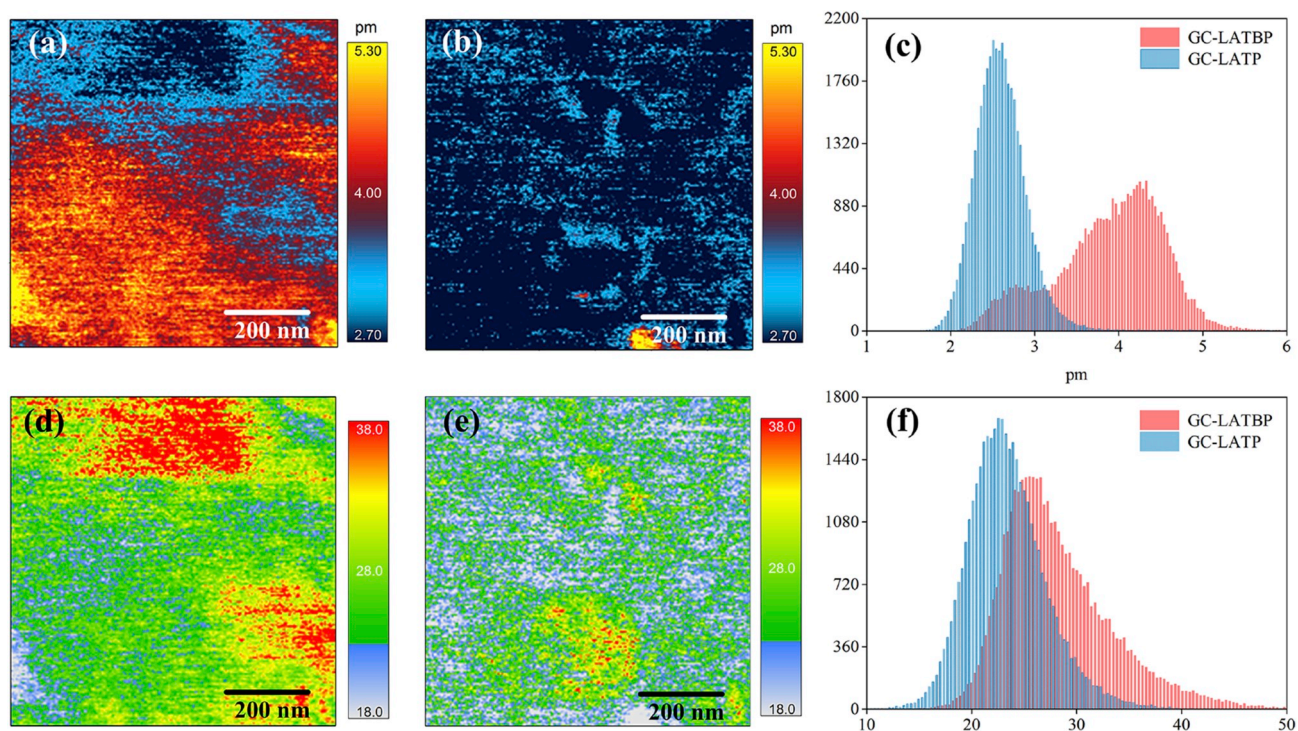 (a)
pm
5.30
4.00
2.70
200 nm
(b)
pm
5.30
4.00
2.70
200 nm
(c)
GC-LATBP
GC-LATP
2200
1760
1320
880
440
0
1 2 3 4 5 6
pm
(d)
38.0
28.0
18.0
200 nm
(e)
38.0
28.0
18.0
200 nm
(f)
GC-LATBP
GC-LATP
1800
1440
1080
720
360
0
10 20 30 40 50